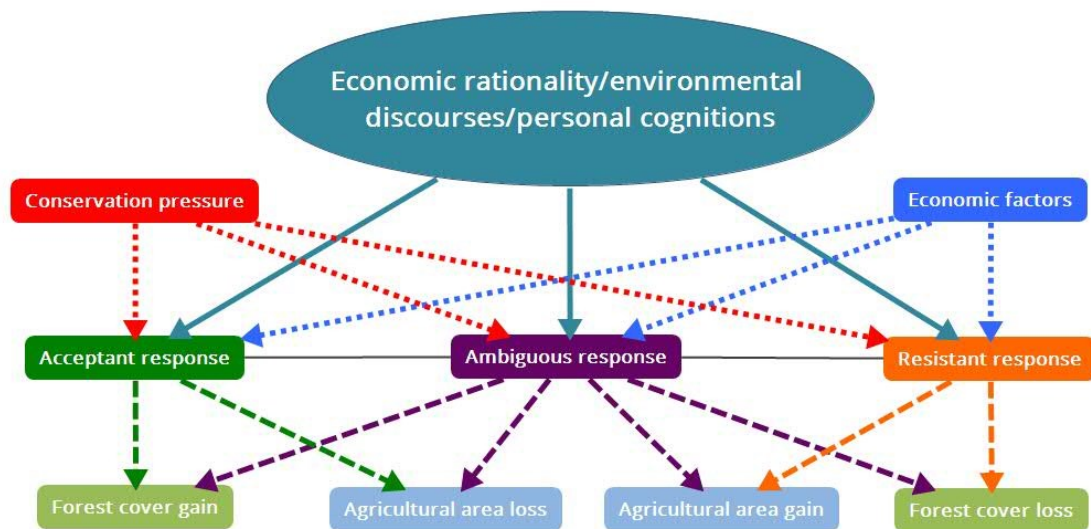 Economic rationality/environmental
discourses/personal cognitions
Conservation pressure
Economic factors
Acceptant response
Ambiguous response
Resistant response
Forest cover gain
Agricultural area loss
Agricultural area gain
Forest cover loss